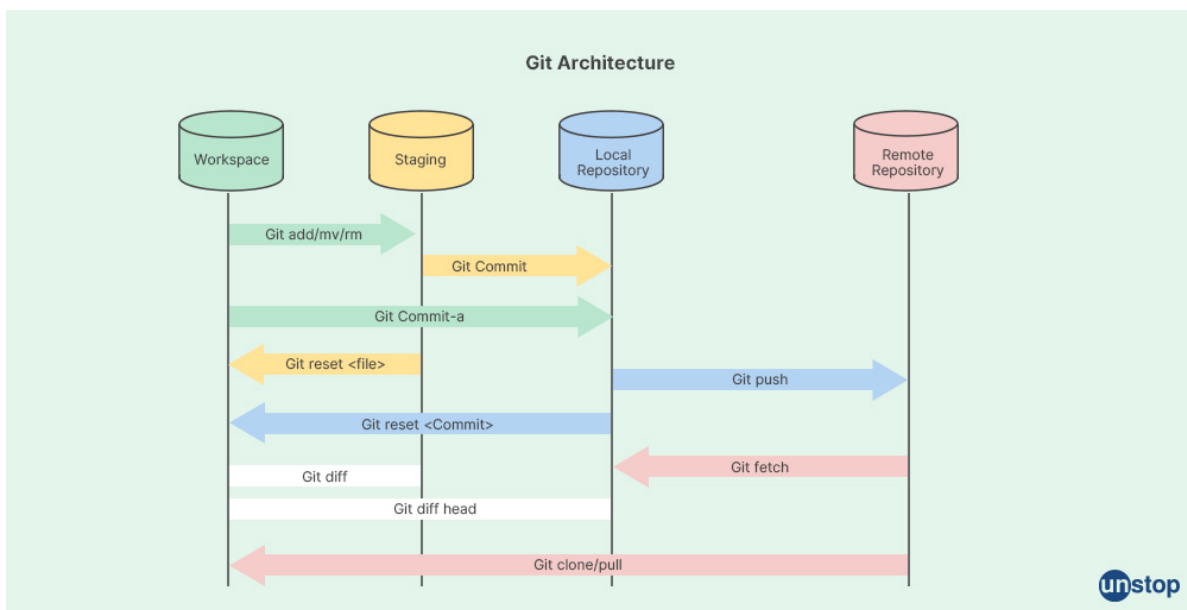 Git Architecture
Workspace
Staging
Local
Repository
Remote
Repository
Git add/mv/rm
Git Commit
Git Commit-a
Git reset <file>
Git push
Git reset <Commit>
Git fetch
Git diff
Git diff head
Git clone/pull
unstop